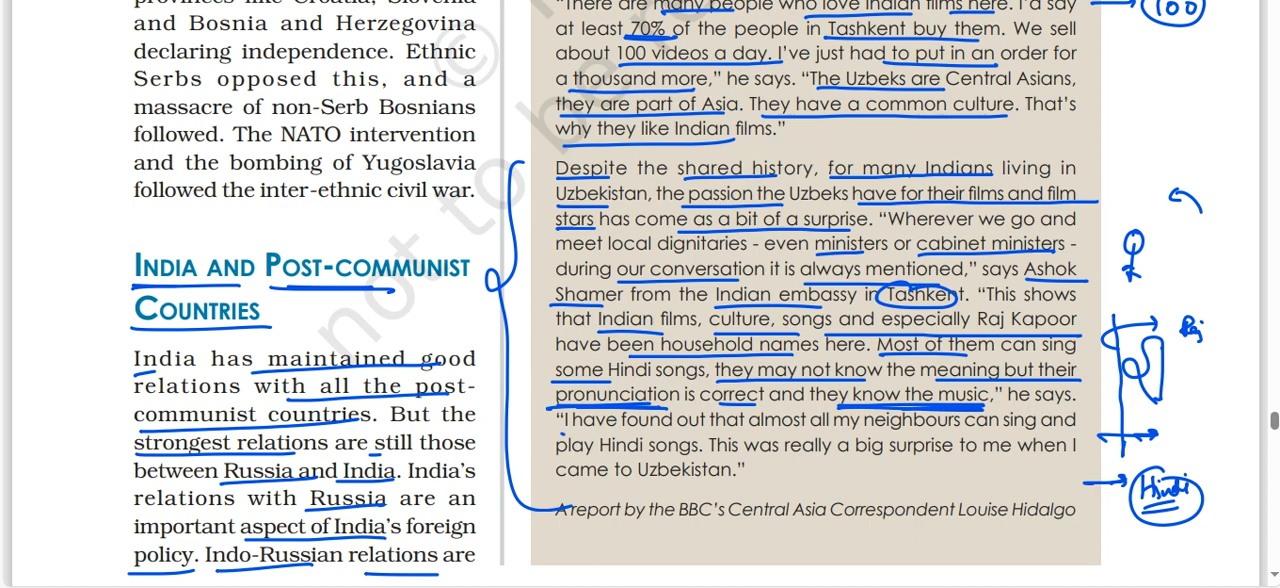 provinces like Croatia, Slovenia
and Bosnia and Herzegovina
declaring independence. Ethnic
Serbs opposed this, and a
massacre of non-Serb Bosnians
followed. The NATO intervention
and the bombing of Yugoslavia
followed the inter-ethnic civil war.
INDIA AND POST-COMMUNIST
COUNTRIES
India has maintained good
relations with all the post-
communist countries. But the
strongest relations are still those
between Russia and India. India's
relations with Russia are an
important aspect of India's foreign
policy. Indo-Russian relations are
"There are many people who love Indian films here. I'd say
at least 70% of the people in Tashkent buy them. We sell
about 100 videos a day. I've just had to put in an order for
a thousand more," he says. "The Uzbeks are Central Asians,
they are part of Asia. They have a common culture. That's
why they like Indian films."
Despite the shared history, for many Indians living in
Uzbekistan, the passion the Uzbeks have for their films and film
stars has come as a bit of a surprise. "Wherever we go and
meet local dignitaries - even ministers or cabinet ministers -
during our conversation it is always mentioned," says Ashok
Shamer from the Indian embassy in Tashkent. "This shows
that Indian films, culture, songs and especially Raj Kapoor
have been household names here. Most of them can sing
some Hindi songs, they may not know the meaning but their
pronunciation is correct and they know the music," he says.
"I have found out that almost all my neighbours can sing and
play Hindi songs. This was really a big surprise to me when I
came to Uzbekistan."
A report by the BBC's Central Asia Correspondent Louise Hidalgo
100
Raj
Hindi
© not to be